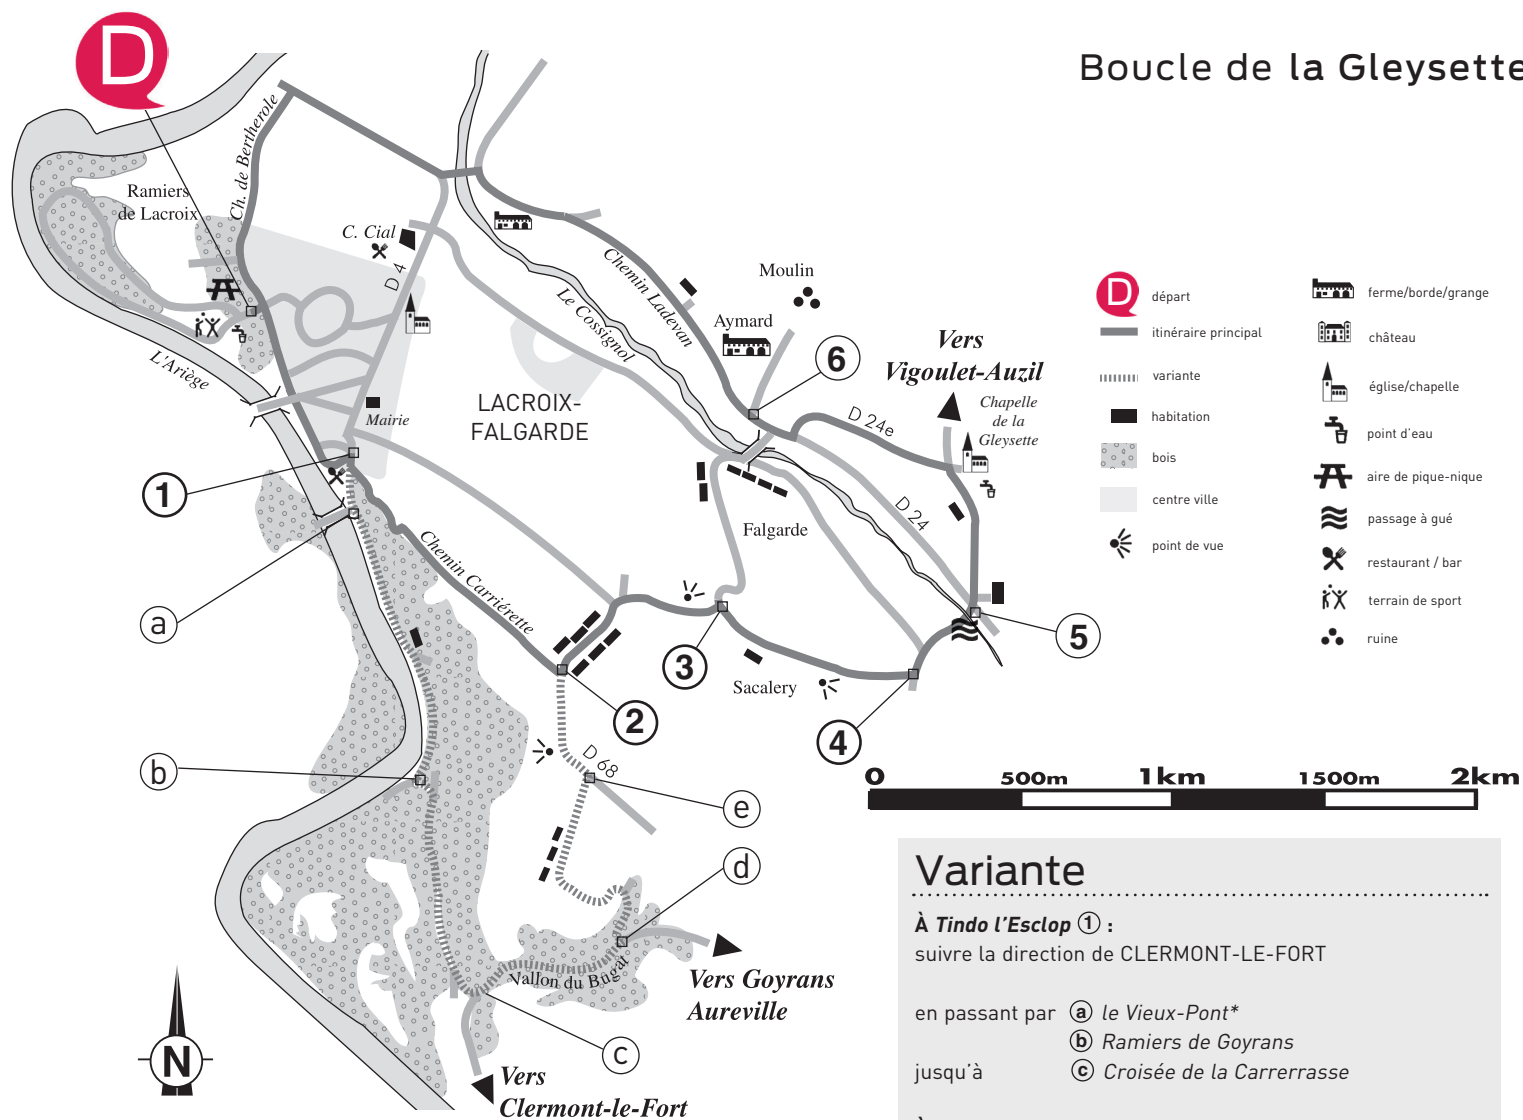 D
Boucle de la Gleysette
Ch. de Bertherole
Ramiers
de Lacroix
C. Cial
D 4
Chemin Ladevan
Le Cossignol
Moulin
Aymard
6
Vers
Vigoulet-Auzil
Chapelle
de la
Gleysette
D 24e
D 24
L'Ariège
Mairie
LACROIX-
FALGARDE
1
Falgarde
Chemin Carriérette
a
3
5
Sacalery
2
4
b
D 68
e
d
Vallon du Bugat
Vers Goyrans
Aureville
c
N
Vers
Clermont-le-Fort
D départ
itinéraire principal
variante
habitation
bois
centre ville
point de vue
ferme/borde/grange
château
église/chapelle
point d'eau
aire de pique-nique
passage à gué
restaurant / bar
terrain de sport
ruine
0 500m 1km 1500m 2km
Variante
À Tindo l'Esclop 1 :
suivre la direction de CLERMONT-LE-FORT
en passant par a le Vieux-Pont*
b Ramiers de Goyrans
jusqu'à c Croisée de la Carrerrasse